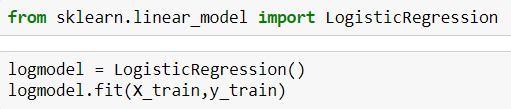 from sklearn.linear_model import LogisticRegression
logmodel = LogisticRegression()
logmodel.fit(X_train,y_train)